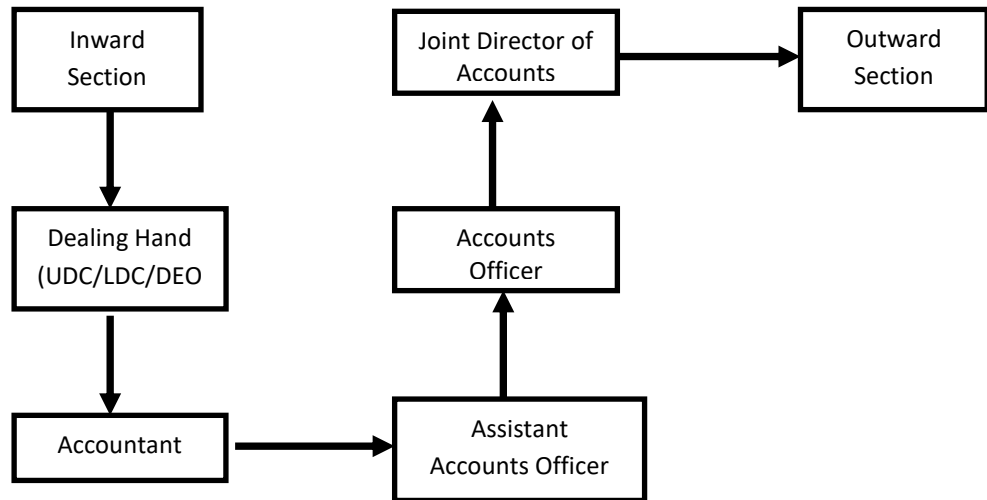 Inward
Section
Dealing Hand
(UDC/LDC/DEO
Accountant
Assistant
Accounts Officer
Accounts
Officer
Joint Director of
Accounts
Outward
Section